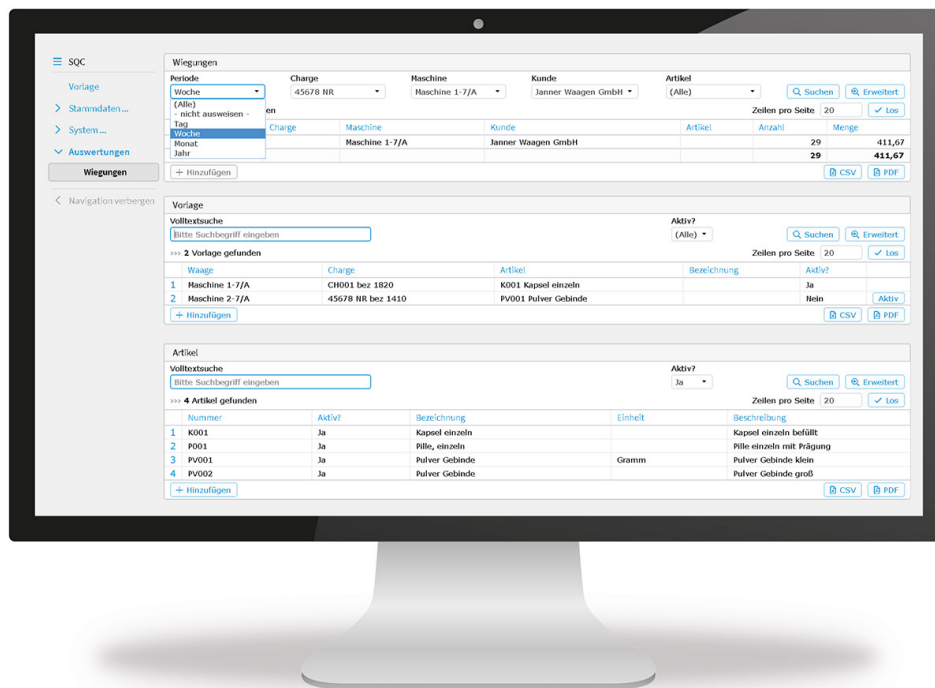 SQC
Vorlage
Stammdaten ...
System ...
Auswertungen
Wiegungen
Navigation verbergen
Wiegungen
Periode Charge Maschine Kunde Artikel
Woche 45678 NR Maschine 1-7/A Janner Waagen GmbH (Alle) Suchen Erweitert
(Alle)
- nicht ausweisen -
Tag
Woche
Monat
Jahr
en Zeilen pro Seite 20 Los
Charge Maschine Kunde Artikel Anzahl Menge
Maschine 1-7/A Janner Waagen GmbH 29 411,67
29 411,67
+ Hinzufügen CSV PDF
Vorlage
Volltextsuche Aktiv?
Bitte Suchbegriff eingeben (Alle) Suchen Erweitert
>>> 2 Vorlage gefunden Zeilen pro Seite 20 Los
Waage Charge Artikel Bezeichnung Aktiv?
1 Maschine 1-7/A CH001 bez 1820 K001 Kapsel einzeln Ja
2 Maschine 2-7/A 45678 NR bez 1410 PV001 Pulver Gebinde Nein Aktiv
+ Hinzufügen CSV PDF
Artikel
Volltextsuche Aktiv?
Bitte Suchbegriff eingeben Ja Suchen Erweitert
>>> 4 Artikel gefunden Zeilen pro Seite 20 Los
Nummer Aktiv? Bezeichnung Einheit Beschreibung
1 K001 Ja Kapsel einzeln Kapsel einzeln befüllt
2 P001 Ja Pille, einzeln Pille einzeln mit Prägung
3 PV001 Ja Pulver Gebinde Gramm Pulver Gebinde klein
4 PV002 Ja Pulver Gebinde Pulver Gebinde groß
+ Hinzufügen CSV PDF